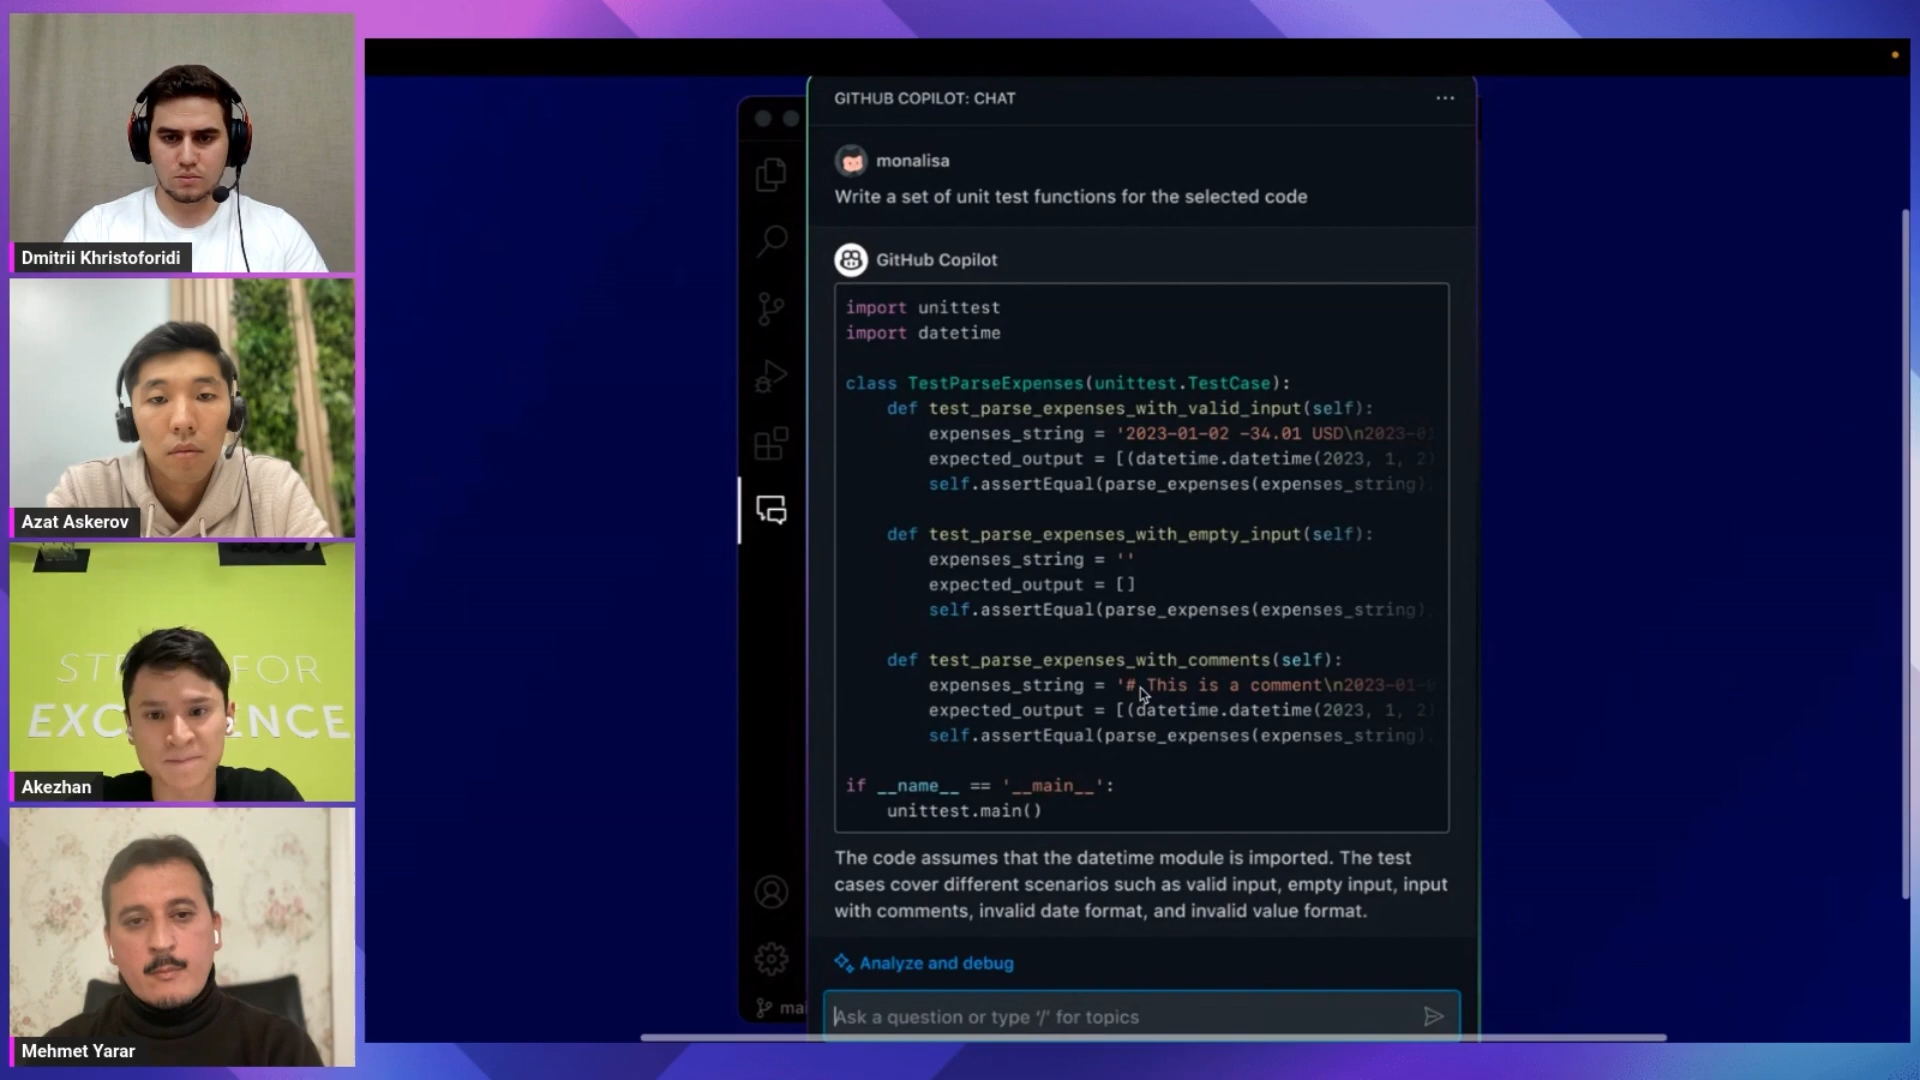 Dmitrii Khristoforidi
Azat Askerov
STR FOR
EXC ENCE
Akezhan
Mehmet Yarar
GITHUB COPILOT: CHAT
monalisa
Write a set of unit test functions for the selected code
GitHub Copilot
import unittest
import datetime
class TestParseExpenses(unittest.TestCase):
def test_parse_expenses_with_valid_input(self):
expenses_string = '2023-01-02 -34.01 USD\n2023-01
expected_output = [(datetime.datetime(2023, 1, 2)
self.assertEqual(parse_expenses(expenses_string),
def test_parse_expenses_with_empty_input(self):
expenses_string = ''
expected_output = []
self.assertEqual(parse_expenses(expenses_string),
def test_parse_expenses_with_comments(self):
expenses_string = '# This is a comment\n2023-01-0
expected_output = [(datetime.datetime(2023, 1, 2)
self.assertEqual(parse_expenses(expenses_string),
if __name__ == '__main__':
unittest.main()
The code assumes that the datetime module is imported. The test
cases cover different scenarios such as valid input, empty input, input
with comments, invalid date format, and invalid value format.
Analyze and debug
Ask a question or type '/' for topics
mai